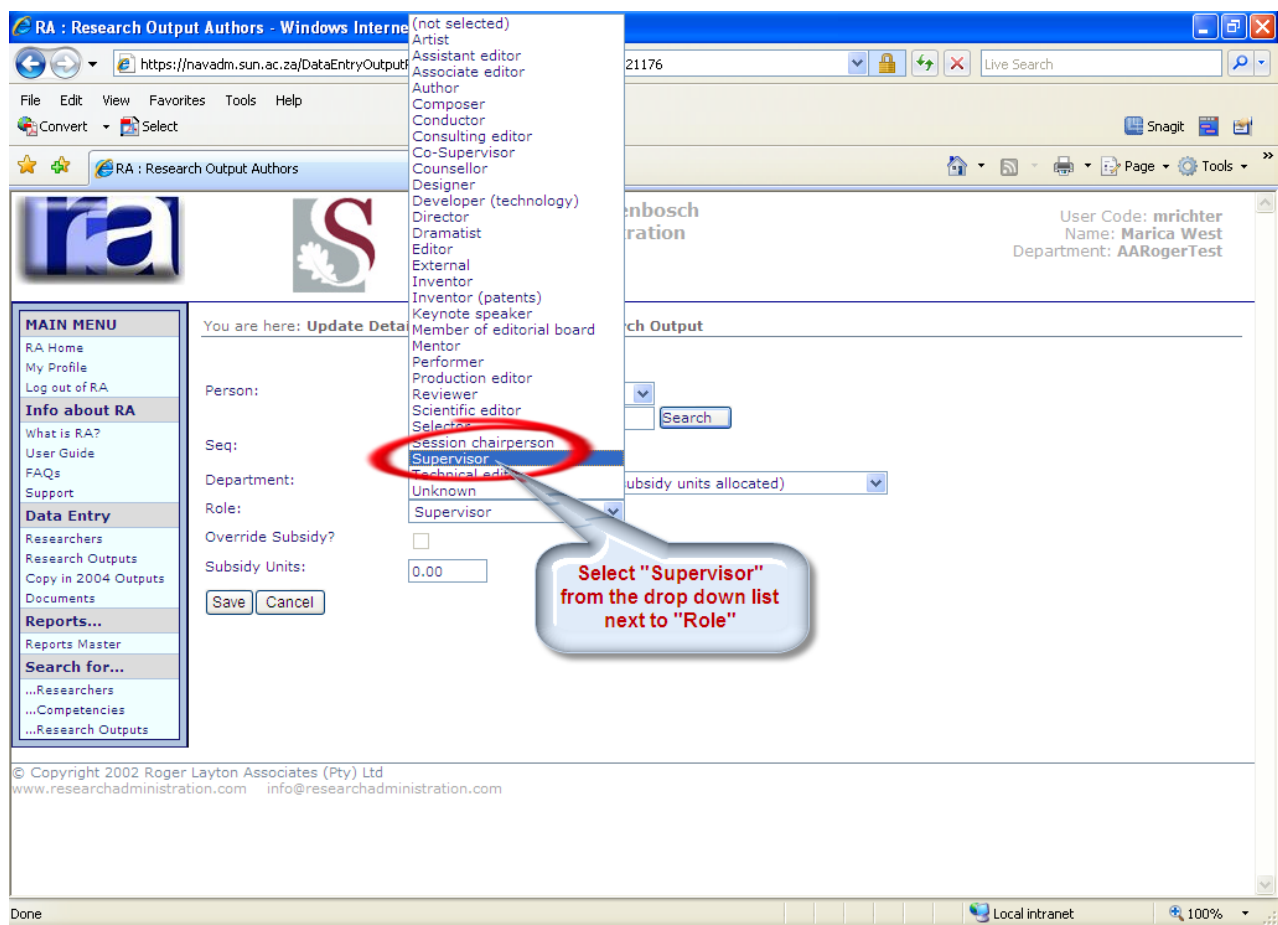 RA : Research Output Authors - Windows Interne
https://navadm.sun.ac.za/DataEntryOutput
21176
Live Search
File Edit View Favorites Tools Help
Convert Select
Snagit
RA : Research Output Authors
Page Tools
ra
S
enbosch
ration
User Code: mrichter
Name: Marica West
Department: AARogerTest
MAIN MENU
RA Home
My Profile
Log out of RA
Info about RA
What is RA?
User Guide
FAQs
Support
Data Entry
Researchers
Research Outputs
Copy in 2004 Outputs
Documents
Reports...
Reports Master
Search for...
...Researchers
...Competencies
...Research Outputs
You are here: Update Detai
rch Output
Person:
Search
Seq:
Department:
ubsidy units allocated)
Role:
Supervisor
Override Subsidy?
Subsidy Units:
0.00
Save Cancel
(not selected)
Artist
Assistant editor
Associate editor
Author
Composer
Conductor
Consulting editor
Co-Supervisor
Counsellor
Designer
Developer (technology)
Director
Dramatist
Editor
External
Inventor
Inventor (patents)
Keynote speaker
Member of editorial board
Mentor
Performer
Production editor
Reviewer
Scientific editor
Selector
Session chairperson
Supervisor
Technical edit
Unknown
Select "Supervisor"
from the drop down list
next to "Role"
© Copyright 2002 Roger Layton Associates (Pty) Ltd
www.researchadministration.com info@researchadministration.com
Done
Local intranet
100%